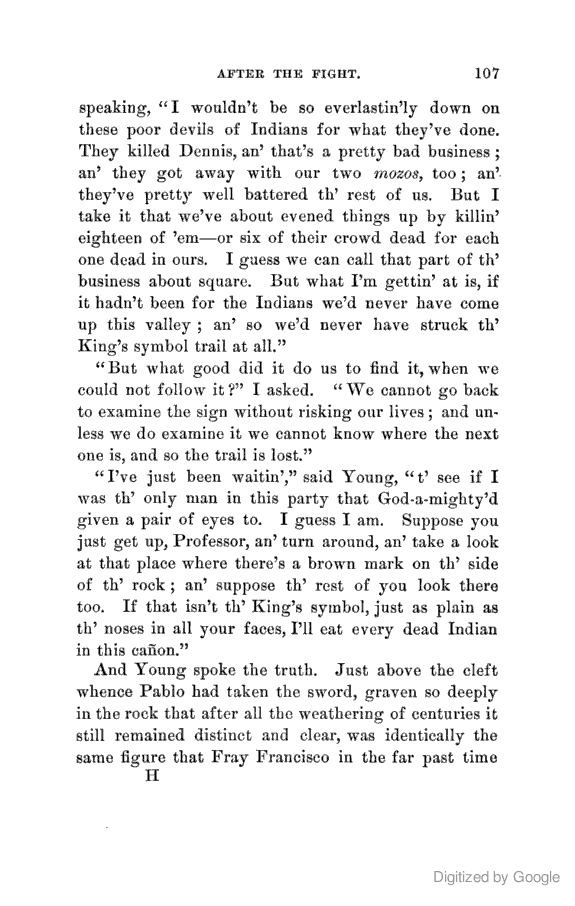 AFTER THE FIGHT. 107
speaking, “I wouldn’t be so everlastin’ly down on
these poor devils of Indians for what they’ve done.
They killed Dennis, an’ that’s a pretty bad business ;
an’ they got away with our two mozos, too ; an’
they’ve pretty well battered th’ rest of us. But I
take it that we’ve about evened things up by killin’
eighteen of ’em—or six of their crowd dead for each
one dead in ours. I guess we can call that part of th’
business about square. But what I’m gettin’ at is, if
it hadn’t been for the Indians we’d never have come
up this valley ; an’ so we’d never have struck th’
King’s symbol trail at all.”
“But what good did it do us to find it, when we
could not follow it ?” I asked. “We cannot go back
to examine the sign without risking our lives ; and un-
less we do examine it we cannot know where the next
one is, and so the trail is lost.”
“I’ve just been waitin’,” said Young, “t’ see if I
was th’ only man in this party that God-a-mighty’d
given a pair of eyes to. I guess I am. Suppose you
just get up, Professor, an’ turn around, an’ take a look
at that place where there’s a brown mark on th’ side
of th’ rock ; an’ suppose th’ rest of you look there
too. If that isn’t th’ King’s symbol, just as plain as
th’ noses in all your faces, I’ll eat every dead Indian
in this cañon.”
And Young spoke the truth. Just above the cleft
whence Pablo had taken the sword, graven so deeply
in the rock that after all the weathering of centuries it
still remained distinct and clear, was identically the
same figure that Fray Francisco in the far past time
H
Digitized by Google